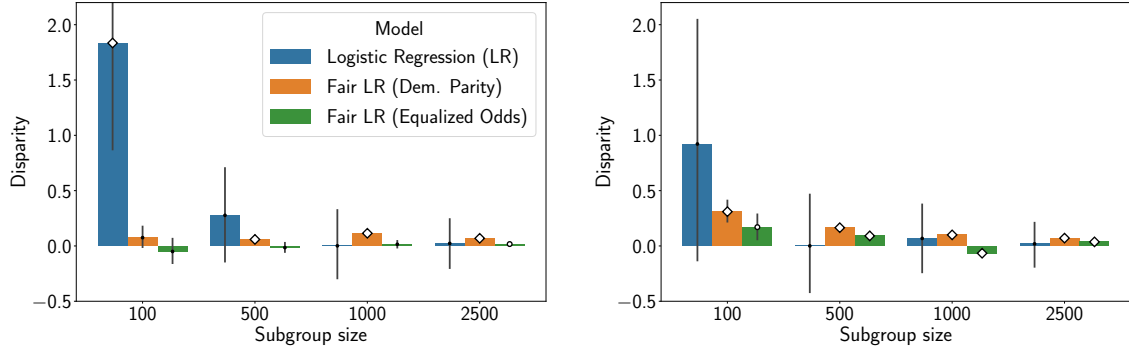 2.0
1.5
1.0
0.5
0.0
−0.5
Disparity
100
500
1000
2500
Subgroup size
Model
Logistic Regression (LR)
Fair LR (Dem. Parity)
Fair LR (Equalized Odds)
2.0
1.5
1.0
0.5
0.0
−0.5
Disparity
100
500
1000
2500
Subgroup size